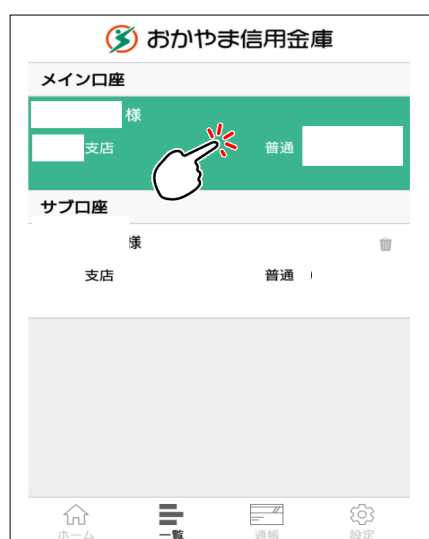 おかやま信用金庫
メイン口座
様
支店 普通
サブ口座
様
支店 普通
ホーム 一覧 通帳 設定